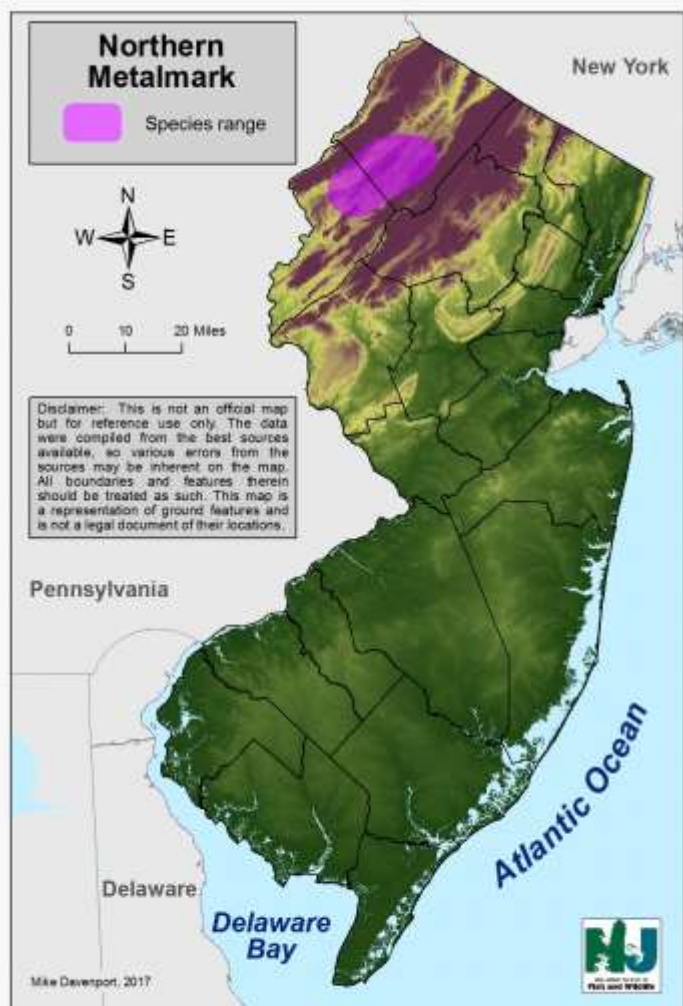 Northern
Metalmark
Species range
New York
N
W E
S
0 10 20 Miles
Disclaimer: This is not an official map
but for reference use only. The data
were compiled from the best sources
available, so various errors from the
sources may be inherent on the map.
All boundaries and features therein
should be treated as such. This map is
a representation of ground features and
is not a legal document of their locations.
Pennsylvania
Atlantic Ocean
Delaware
Delaware
Bay
NJ
Fish and Wildlife
Mike Davenport, 2017